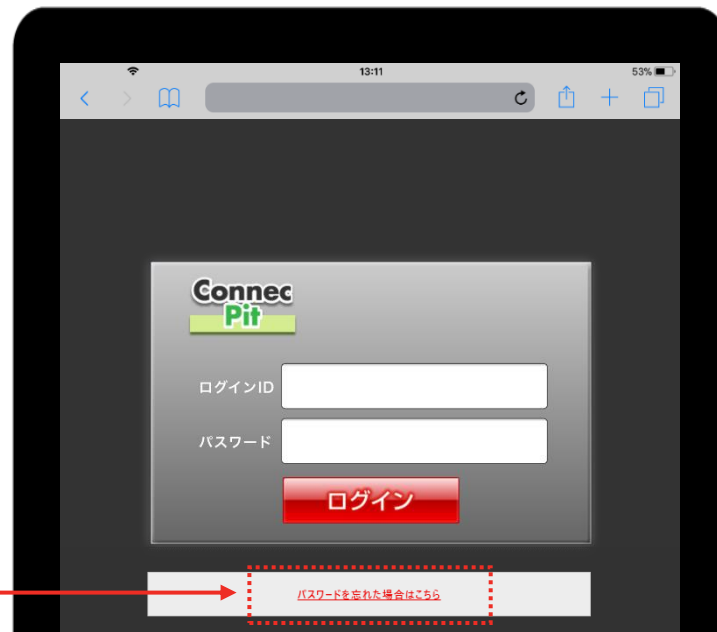 13:11
53%
Connec
Pit
ログインID
パスワード
ログイン
パスワードを忘れた場合はこちら